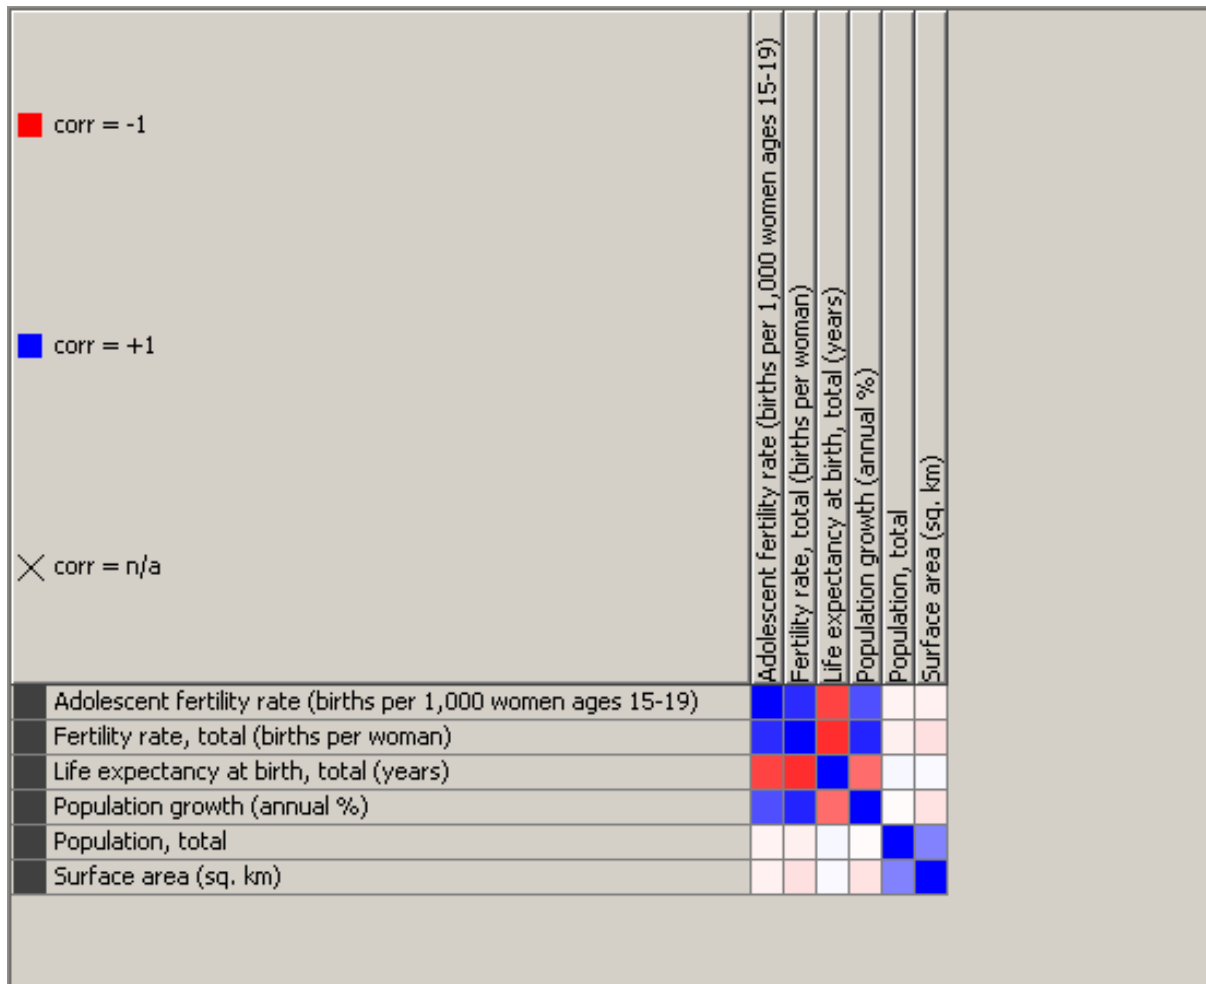 corr = -1
corr = +1
corr = n/a
Adolescent fertility rate (births per 1,000 women ages 15-19)
Fertility rate, total (births per woman)
Life expectancy at birth, total (years)
Population growth (annual %)
Population, total
Surface area (sq. km)
Adolescent fertility rate (births per 1,000 women ages 15-19)
Fertility rate, total (births per woman)
Life expectancy at birth, total (years)
Population growth (annual %)
Population, total
Surface area (sq. km)